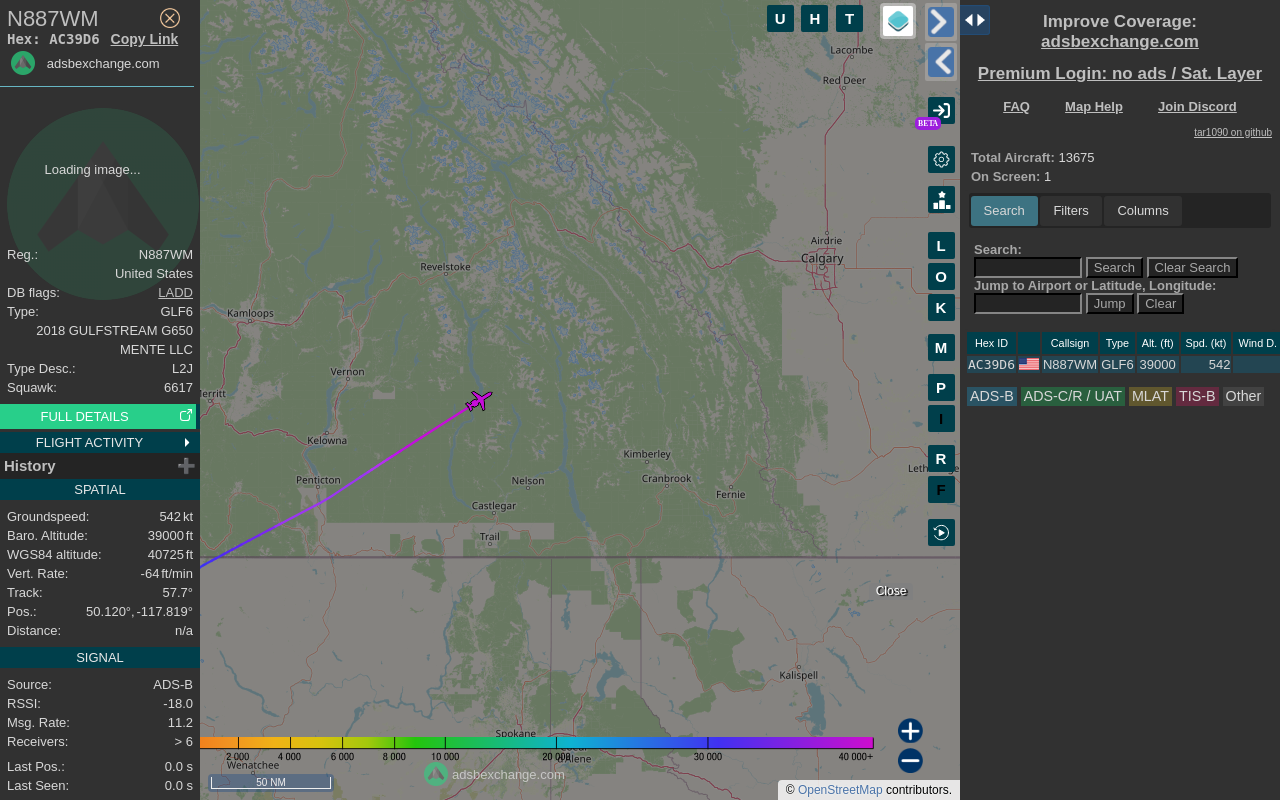 N887WM
Hex: AC39D6 Copy Link
adsbexchange.com
Loading image...
Reg.: N887WM
United States
DB flags: LADD
Type: GLF6
2018 GULFSTREAM G650
MENTE LLC
Type Desc.: L2J
Squawk: 6617
FULL DETAILS
FLIGHT ACTIVITY
History
SPATIAL
Groundspeed: 542 kt
Baro. Altitude: 39000 ft
WGS84 altitude: 40725 ft
Vert. Rate: -64 ft/min
Track: 57.7°
Pos.: 50.120°, -117.819°
Distance: n/a
SIGNAL
Source: ADS-B
RSSI: -18.0
Msg. Rate: 11.2
Receivers: > 6
Last Pos.: 0.0 s
Last Seen: 0.0 s
U H T
Lacombe
Red Deer
BETA
Airdrie
Calgary
Revelstoke
Kamloops
Vernon
Kelowna
Penticton
Nelson
Castlegar
Trail
Kimberley
Cranbrook
Fernie
L
O
K
M
P
I
R
F
Close
Kalispell
Spokane
Wenatchee
2 000 4 000 6 000 8 000 10 000 20 000 30 000 40 000+
50 NM
adsbexchange.com
© OpenStreetMap contributors.
Improve Coverage:
adsbexchange.com
Premium Login: no ads / Sat. Layer
FAQ Map Help Join Discord
tar1090 on github
Total Aircraft: 13675
On Screen: 1
Search Filters Columns
Search:
Search Clear Search
Jump to Airport or Latitude, Longitude:
Jump Clear
Hex ID Callsign Type Alt. (ft) Spd. (kt) Wind D.
AC39D6 N887WM GLF6 39000 542
ADS-B ADS-C/R / UAT MLAT TIS-B Other